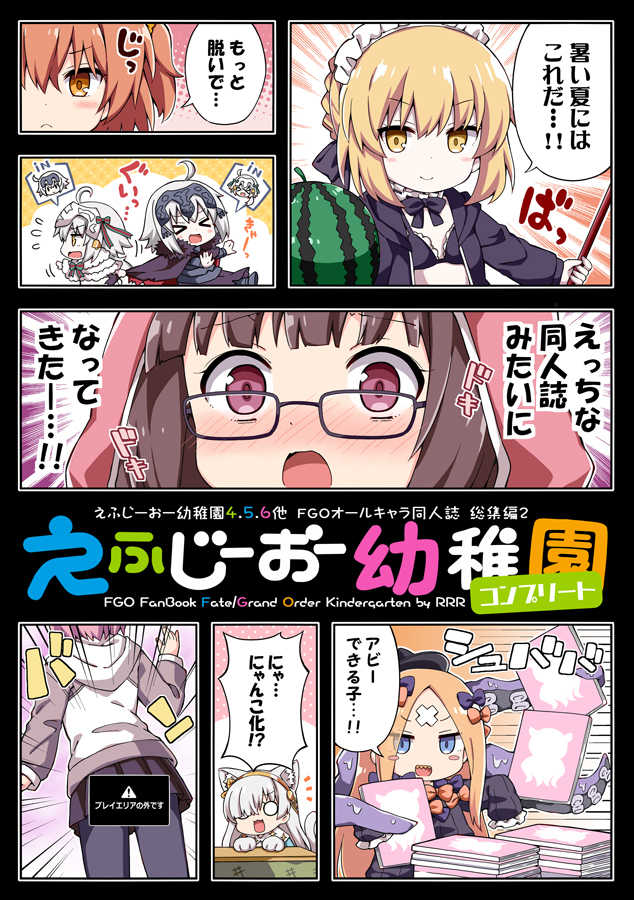 暑い夏には
これだ…!!
ばっ
もっと
脱いで…
じっ
IN
IN
べいっ…
きゃー
えっちな
同人誌
みたいに
なって
きたー…!!
ドキ
ドキ
えふじーおー幼稚園4.5.6他 FGOオールキャラ同人誌 総集編2
えふじーおー幼稚園
コンプリート
FGO FanBook Fate/Grand Order Kindergarten by RRR
アビー
できる子…!!
シュババババ
にゃ…
にゃんこ化!?
ババ
プレイエリアの外です